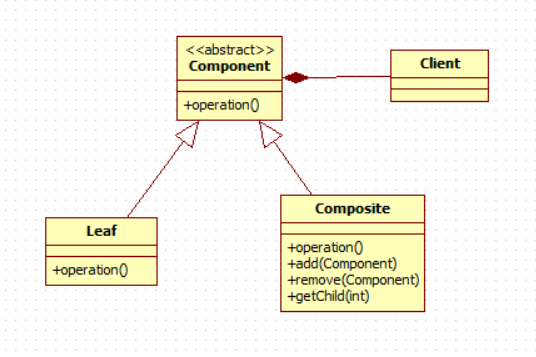 <<abstract>>
Component
+operation()
Client
Leaf
+operation()
Composite
+operation()
+add(Component)
+remove(Component)
+getChild(int)